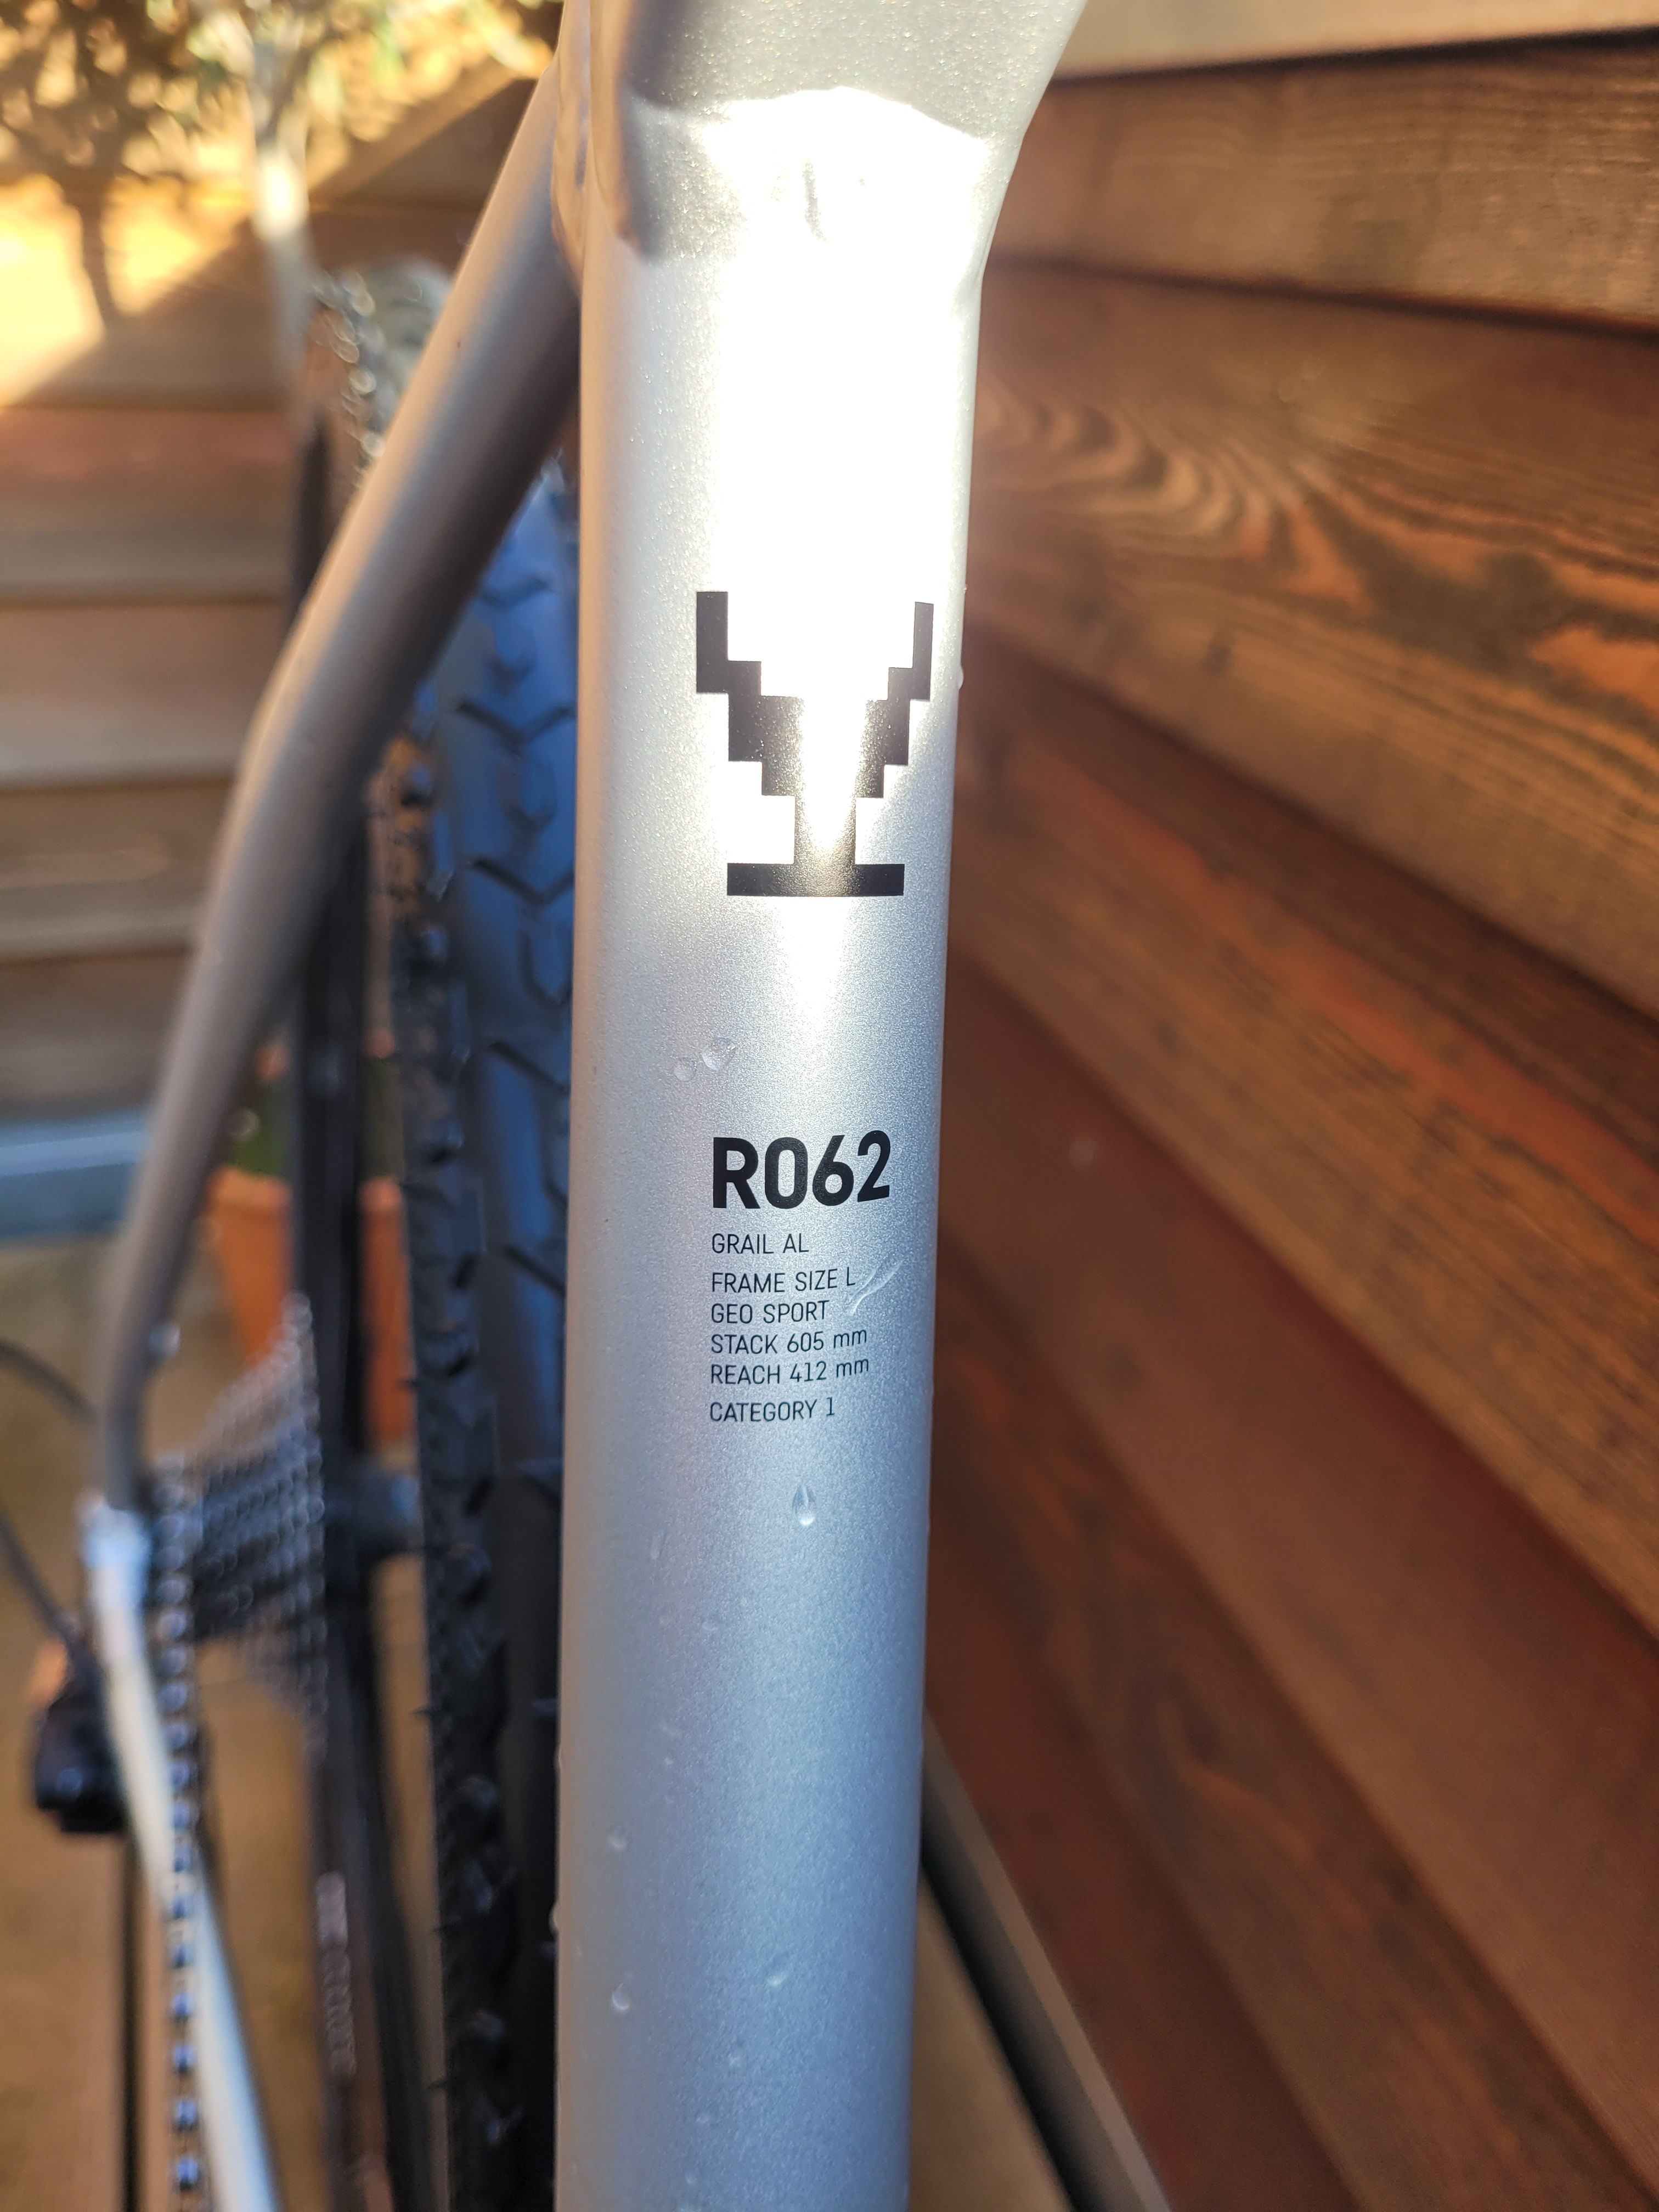 R062
GRAIL AL
FRAME SIZE L
GEO SPORT
STACK 605 mm
REACH 412 mm
CATEGORY 1